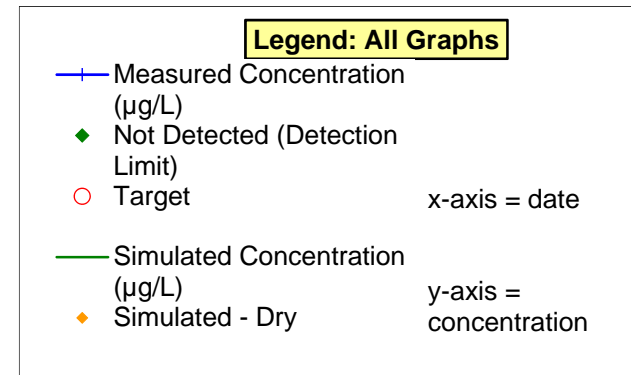 Legend: All Graphs
Measured Concentration
(µg/L)
Not Detected (Detection
Limit)
Target
x-axis = date
Simulated Concentration
(µg/L)
y-axis =
Simulated - Dry
concentration